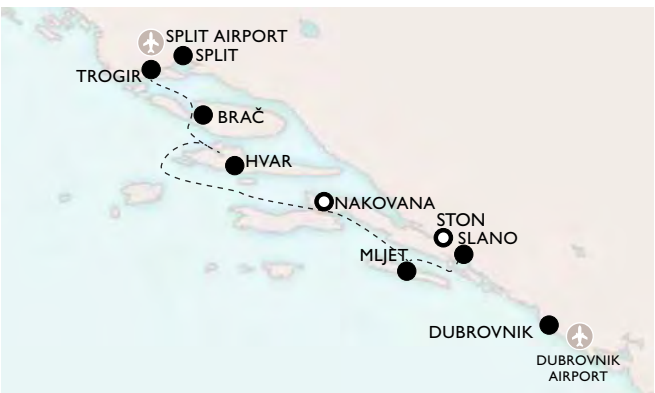 SPLIT AIRPORT
SPLIT
TROGIR
BRAČ
HVAR
NAKOVANA
STON
SLANO
MLJET
DUBROVNIK
DUBROVNIK
AIRPORT